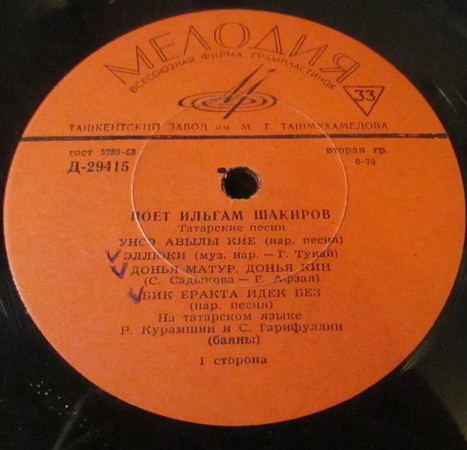 МЕЛОДИЯ
ВСЕСОЮЗНАЯ ФИРМА ГРАМПЛАСТИНОК
33
ТАШКЕНТСКИЙ ЗАВОД им М. Т. ТАШМУХАМЕДОВА
гост 5289-68 вторая гр.
Д-29415 0-70
ПОЕТ ИЛЬГАМ ШАКИРОВ
Татарские песни
УНСЭ АВЫЛЫ КИЕ (нар. песня)
ЭЛЛЮКИ (муз. нар. — Г. Тукай)
ДОНЬЯ МАТУР, ДОНЬЯ КИН
(С. Садыкова — Г. Афзал)
БИК ЕРАКТА ИДЕК БЕЗ
(нар. песня)
На татарском языке
Р. Курамшин и С. Гарифуллин
(баяны)
1 сторона